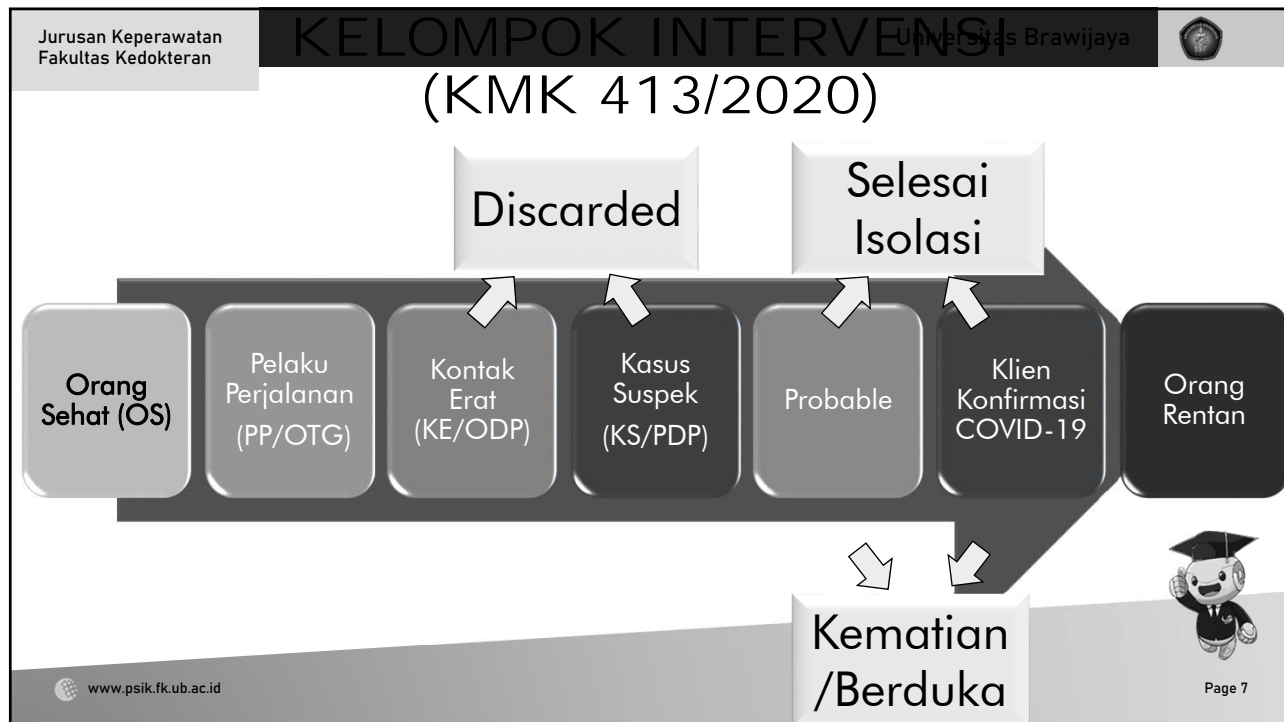 Jurusan Keperawatan
Fakultas Kedokteran
KELOMPOK INTERVENSI
Universitas Brawijaya
(KMK 413/2020)
Discarded
Selesai
Isolasi
Orang
Sehat (OS)
Pelaku
Perjalanan
(PP/OTG)
Kontak
Erat
(KE/ODP)
Kasus
Suspek
(KS/PDP)
Probable
Klien
Konfirmasi
COVID-19
Orang
Rentan
Kematian
/Berduka
www.psik.fk.ub.ac.id
Page 7